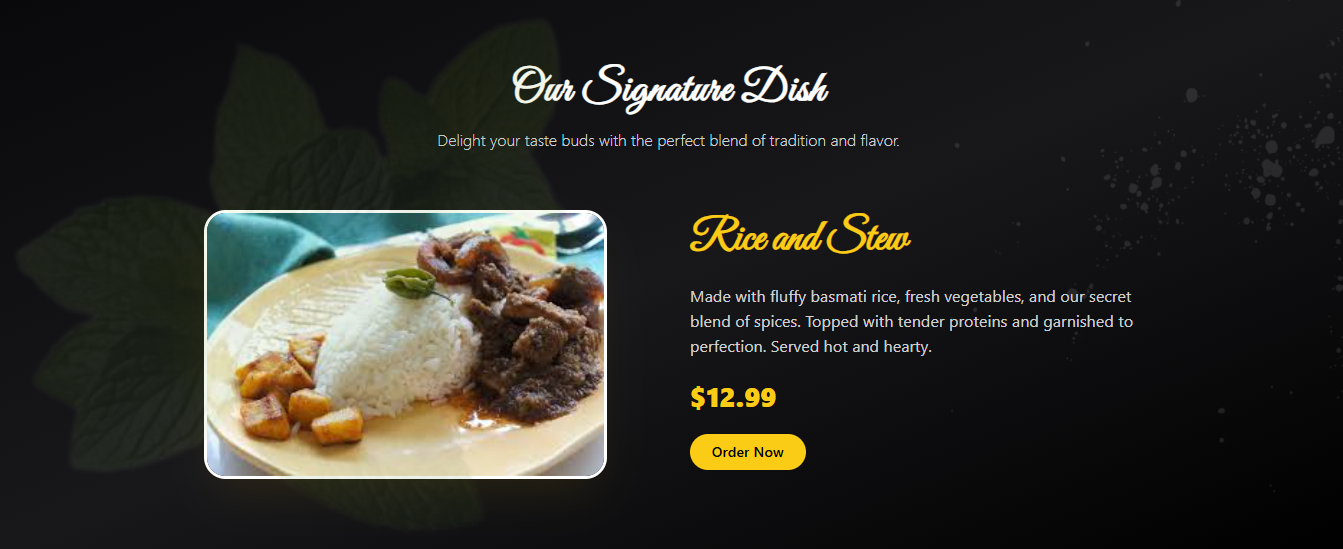 Our Signature Dish
Delight your taste buds with the perfect blend of tradition and flavor.
Rice and Stew
Made with fluffy basmati rice, fresh vegetables, and our secret
blend of spices. Topped with tender proteins and garnished to
perfection. Served hot and hearty.
$12.99
Order Now